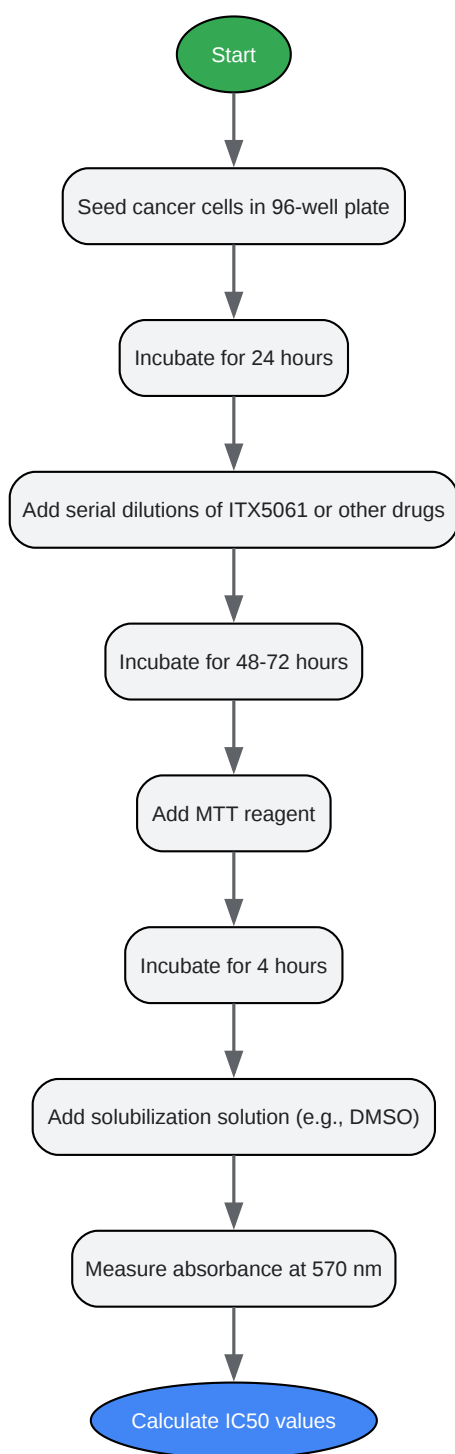 Start
Seed cancer cells in 96-well plate
Incubate for 24 hours
Add serial dilutions of ITX5061 or other drugs
Incubate for 48-72 hours
Add MTT reagent
Incubate for 4 hours
Add solubilization solution (e.g., DMSO)
Measure absorbance at 570 nm
Calculate IC50 values